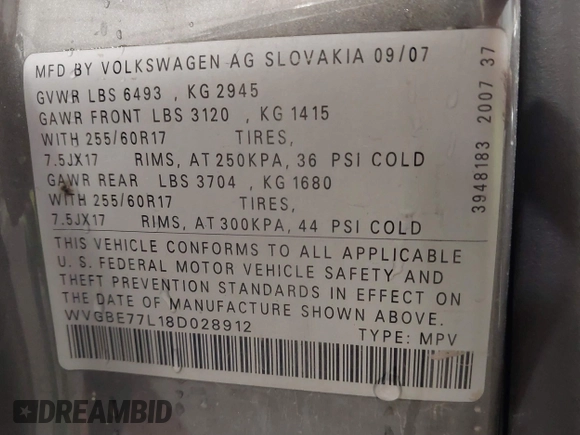 MFD BY VOLKSWAGEN AG SLOVAKIA 09/07
GVWR LBS 6493 , KG 2945
GAWR FRONT LBS 3120 , KG 1415
WITH 255/60R17 TIRES,
7.5JX17 RIMS, AT 250KPA, 36 PSI COLD
GAWR REAR LBS 3704 , KG 1680
WITH 255/60R17 TIRES,
7.5JX17 RIMS, AT 300KPA, 44 PSI COLD
THIS VEHICLE CONFORMS TO ALL APPLICABLE
U. S. FEDERAL MOTOR VEHICLE SAFETY AND
THEFT PREVENTION STANDARDS IN EFFECT ON
THE DATE OF MANUFACTURE SHOWN ABOVE.
WVGBE77L18D028912
TYPE: MPV
3948183 2007 37
DREAMBID